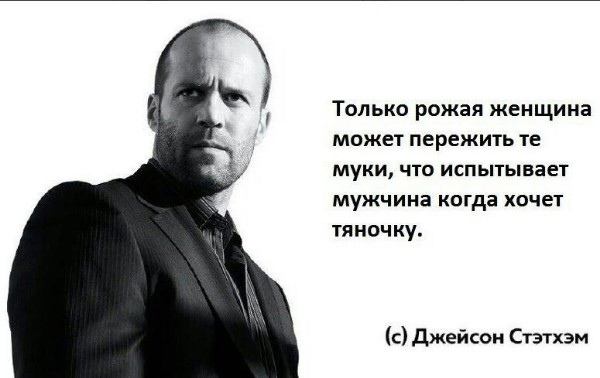 Только рожая женщина
может пережить те
муки, что испытывает
мужчина когда хочет
тяночку.
(c) Джейсон Стэтхэм